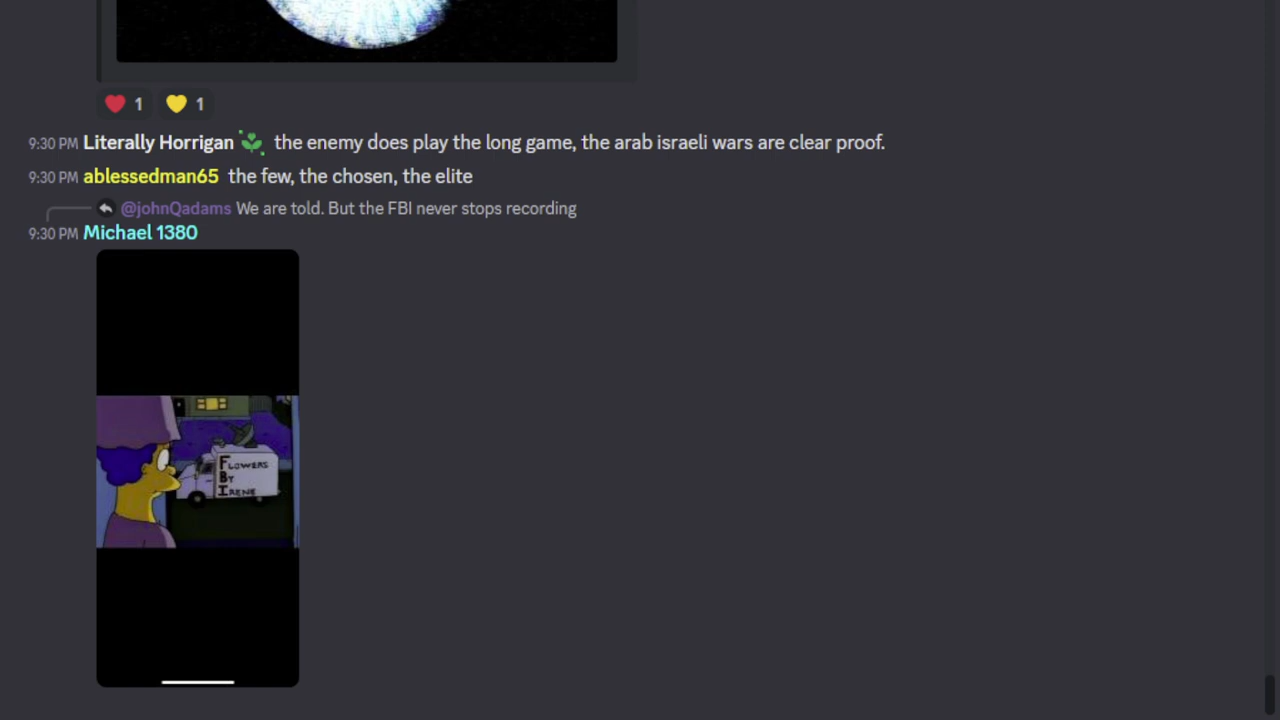 1 1
9:30 PM Literally Horrigan the enemy does play the long game, the arab israeli wars are clear proof.
9:30 PM ablessedman65 the few, the chosen, the elite
@johnQadams We are told. But the FBI never stops recording
9:30 PM Michael 1380
FLOWERS
BY
IRENE